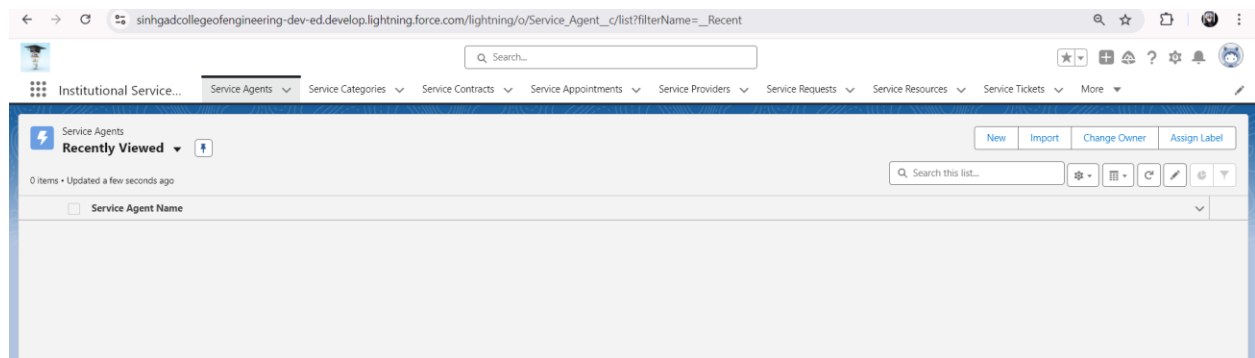 sinhgadcollegeofengineering-dev-ed.develop.lightning.force.com/lightning/o/Service_Agent__c/list?filterName=__Recent
Search...
Institutional Service... Service Agents Service Categories Service Contracts Service Appointments Service Providers Service Requests Service Resources Service Tickets More
Service Agents
Recently Viewed
New Import Change Owner Assign Label
0 items • Updated a few seconds ago
Search this list...
Service Agent Name